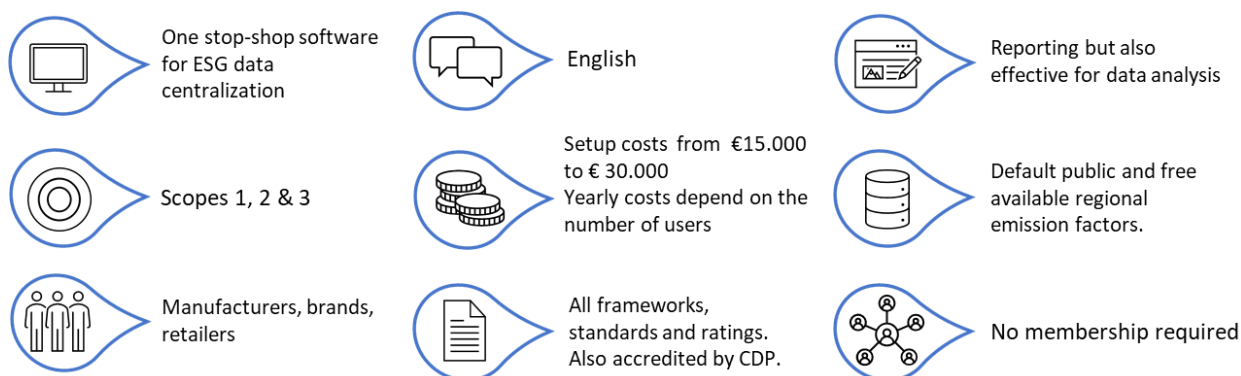 One stop-shop software
for ESG data
centralization
English
Reporting but also
effective for data analysis
Scopes 1, 2 & 3
Setup costs from €15.000
to € 30.000
Yearly costs depend on the
number of users
Default public and free
available regional
emission factors.
Manufacturers, brands,
retailers
All frameworks,
standards and ratings.
Also accredited by CDP.
No membership required